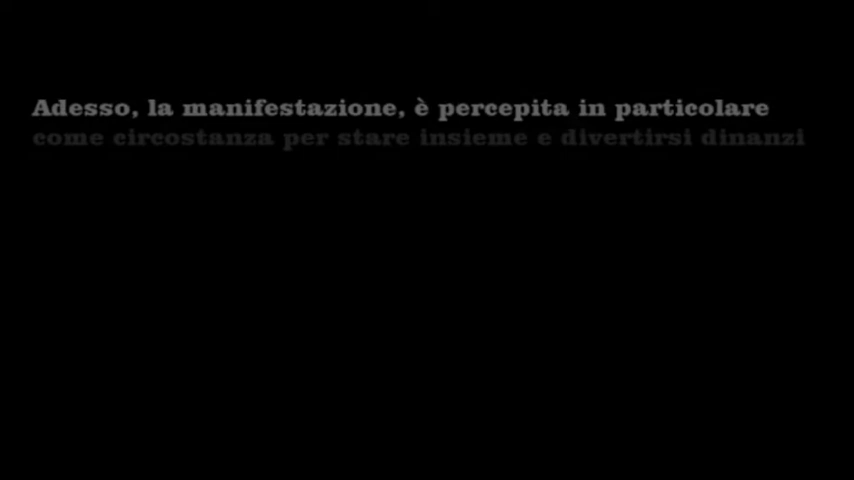 Adesso, la manifestazione, è percepita in particolare
come circostanza per stare insieme e divertirsi dinanzi